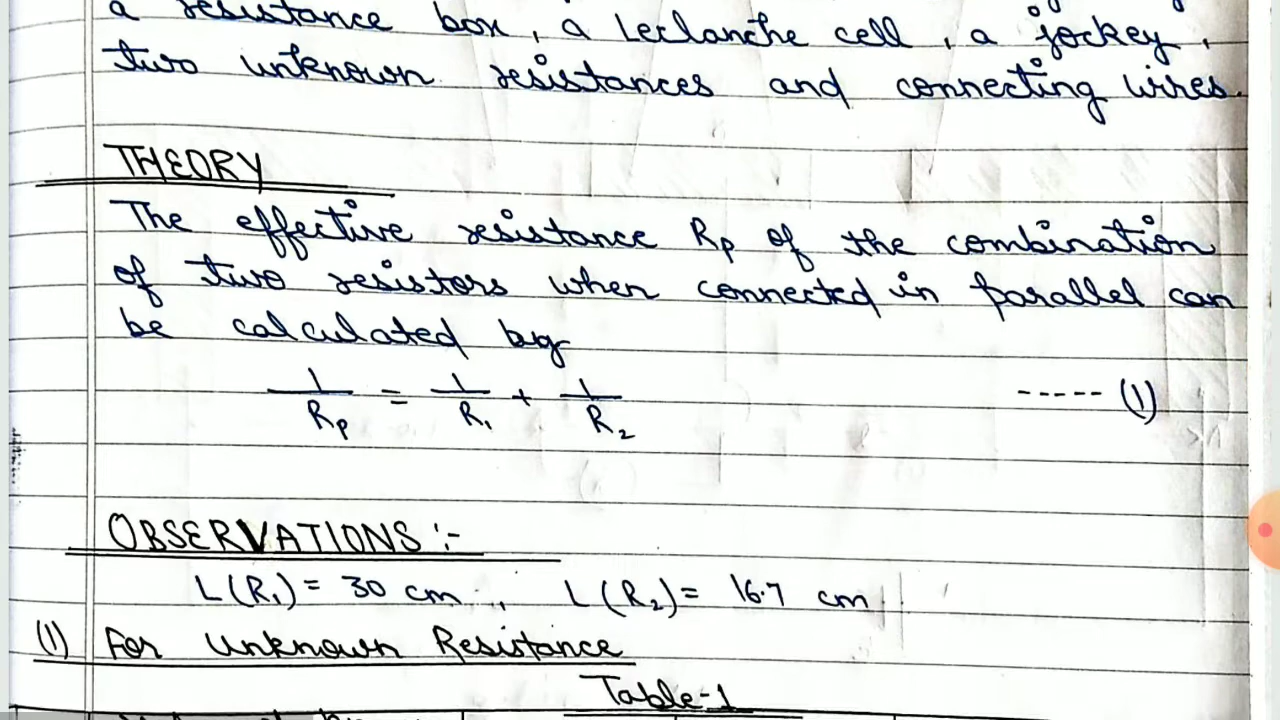 a resistance box, a Leclanche cell, a jockey,
two unknown resistances and connecting wires.
THEORY
The effective resistance Rp of the combination
of two resistors when connected in parallel can
be calculated by
1/Rp = 1/R1 + 1/R2 ----- (1)
OBSERVATIONS :-
L(R1) = 30 cm, L(R2) = 16.7 cm
(1) For Unknown Resistance
Table-1